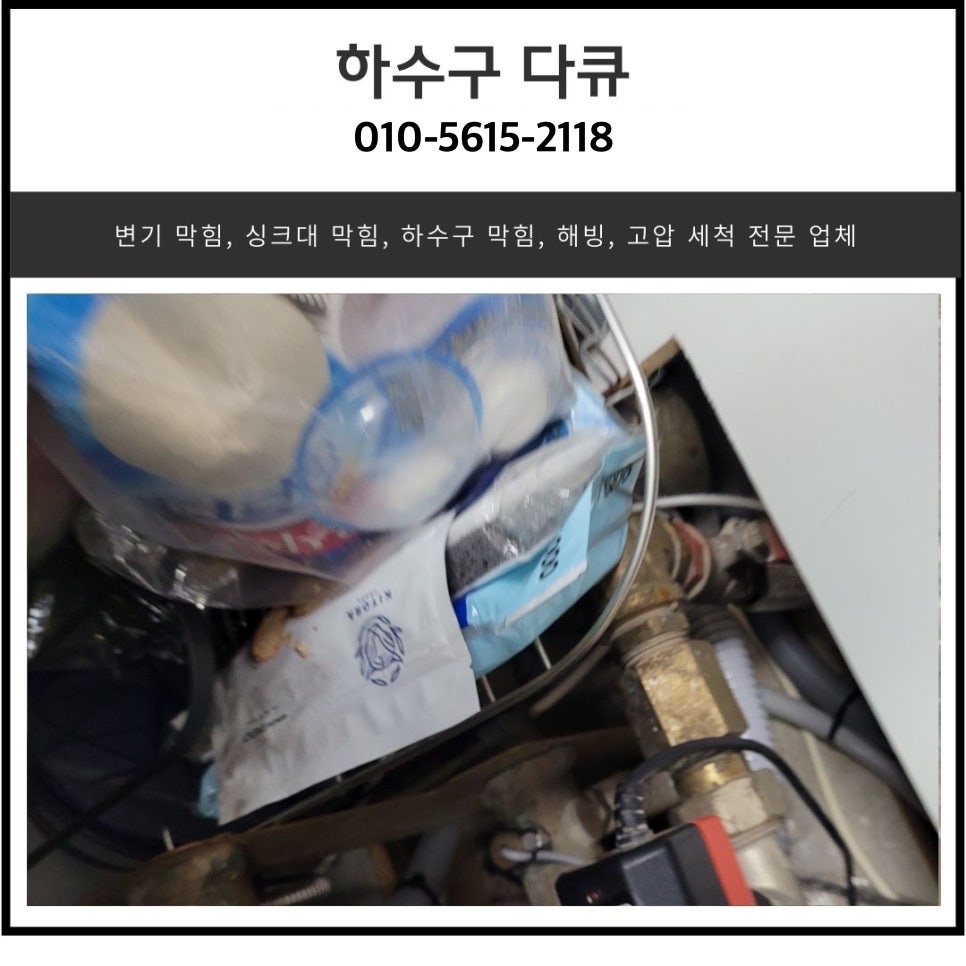 하수구 다큐
010-5615-2118
변기 막힘, 싱크대 막힘, 하수구 막힘, 해빙, 고압 세척 전문 업체
KITORA